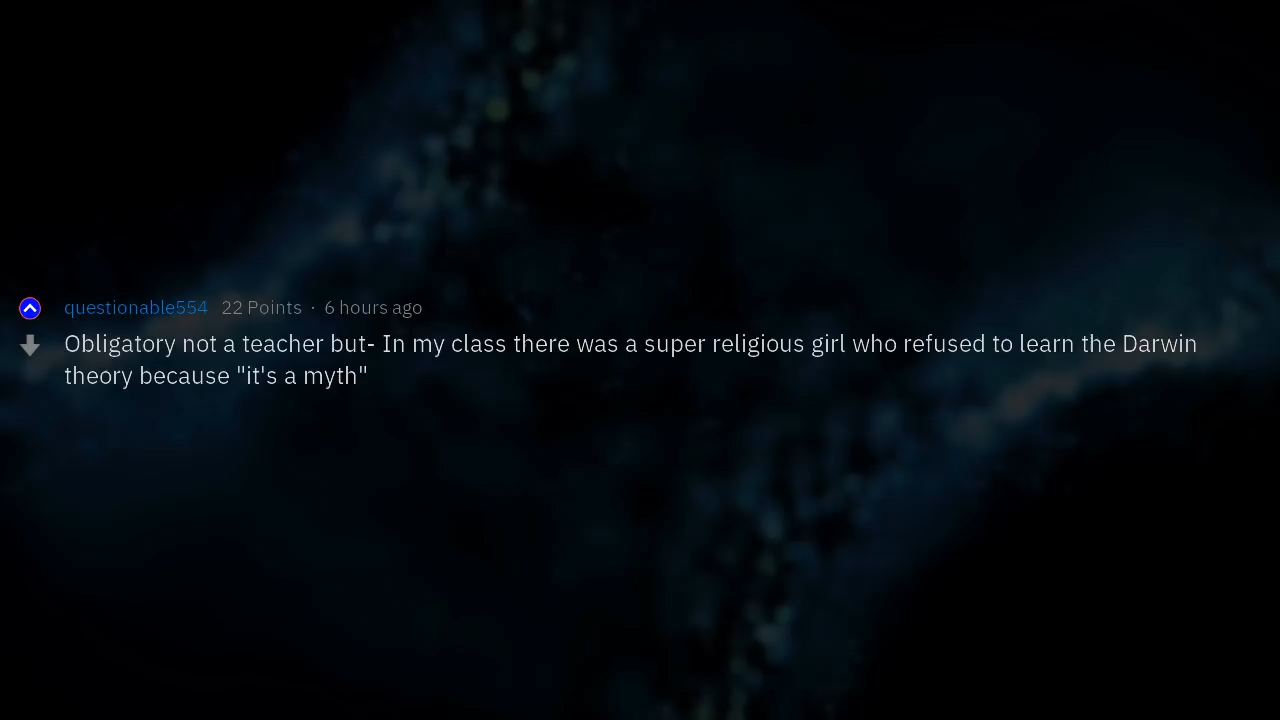 questionable554 22 Points · 6 hours ago
Obligatory not a teacher but- In my class there was a super religious girl who refused to learn the Darwin
theory because "it's a myth"